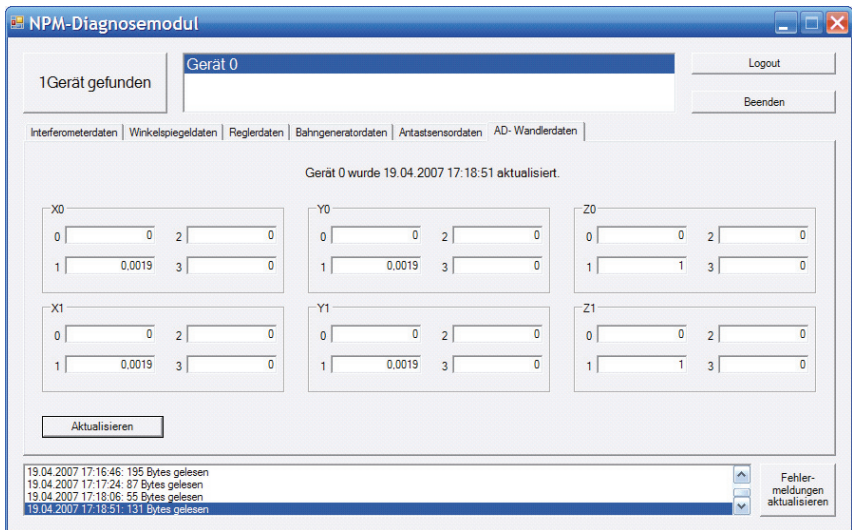 NPM-Diagnosemodul
1Gerät gefunden
Gerät 0
Logout
Beenden
Interferometerdaten Winkelspiegeldaten Reglerdaten Bahngeneratordaten Antastsensordaten AD- Wandlerdaten
Gerät 0 wurde 19.04.2007 17:18:51 aktualisiert.
X0
0 0 2 0
1 0,0019 3 0
Y0
0 0 2 0
1 0,0019 3 0
Z0
0 0 2 0
1 1 3 0
X1
0 0 2 0
1 0,0019 3 0
Y1
0 0 2 0
1 0,0019 3 0
Z1
0 0 2 0
1 1 3 0
Aktualisieren
19.04.2007 17:16:46: 195 Bytes gelesen
19.04.2007 17:17:24: 87 Bytes gelesen
19.04.2007 17:18:06: 55 Bytes gelesen
19.04.2007 17:18:51: 131 Bytes gelesen
Fehler-
meldungen
aktualisieren